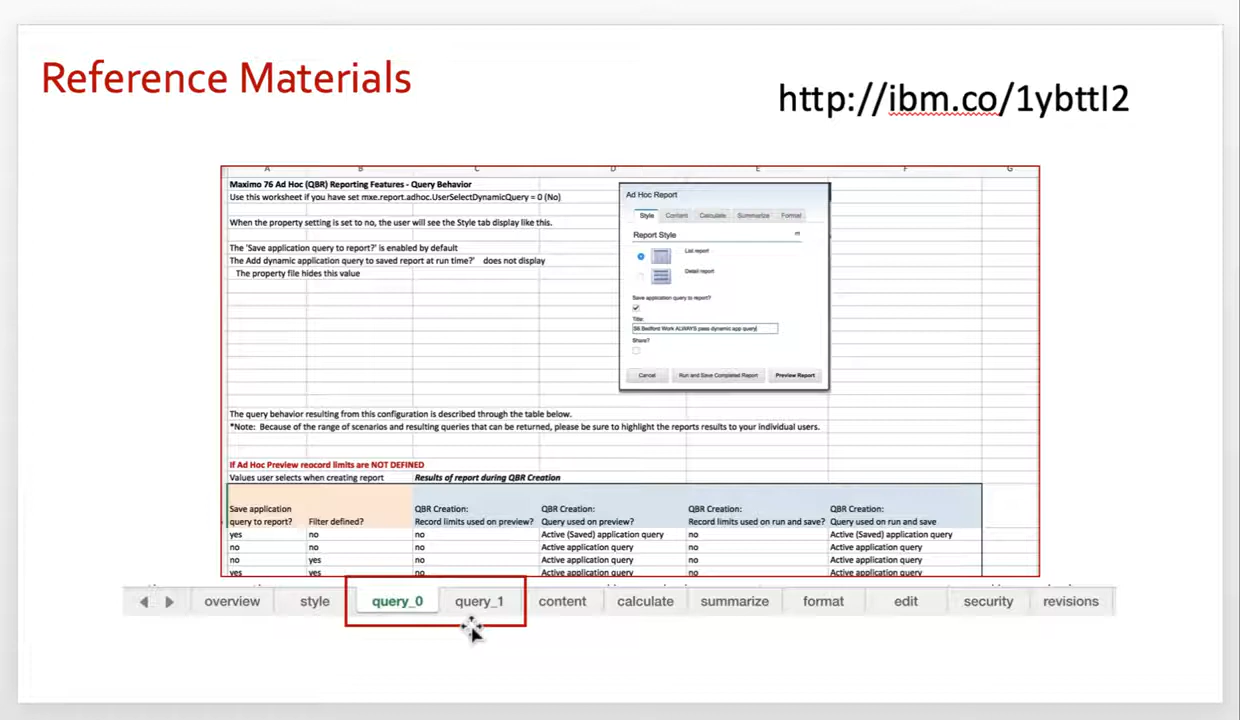 Reference Materials
http://ibm.co/1ybttI2
A B C D E F G
Maximo 76 Ad Hoc (QBR) Reporting Features - Query Behavior
Use this worksheet if you have set mxe.report.adhoc.UserSelectDynamicQuery = 0 (No)
When the property setting is set to no, the user will see the Style tab display like this.
The 'Save application query to report?' is enabled by default
The Add dynamic application query to saved report at run time?' does not display
The property file hides this value
Ad Hoc Report
Style Content Calculate Summarize Format
Report Style
List report
Detail report
Save application query to report?
Title:
S6 Bedford Work ALWAYS pass dynamic app query
Share?
Cancel Run and Save Completed Report Preview Report
The query behavior resulting from this configuration is described through the table below.
*Note: Because of the range of scenarios and resulting queries that can be returned, please be sure to highlight the reports results to your individual users.
If Ad Hoc Preview reocord limits are NOT DEFINED
Values user selects when creating report Results of report during QBR Creation
Save application QBR Creation: QBR Creation: QBR Creation: QBR Creation:
query to report? Filter defined? Record limits used on preview? Query used on preview? Record limits used on run and save? Query used on run and save
yes no no Active (Saved) application query no Active (Saved) application query
no no no Active application query no Active application query
no yes no Active application query no Active application query
yes yes no Active application query no Active application query
overview style query_0 query_1 content calculate summarize format edit security revisions